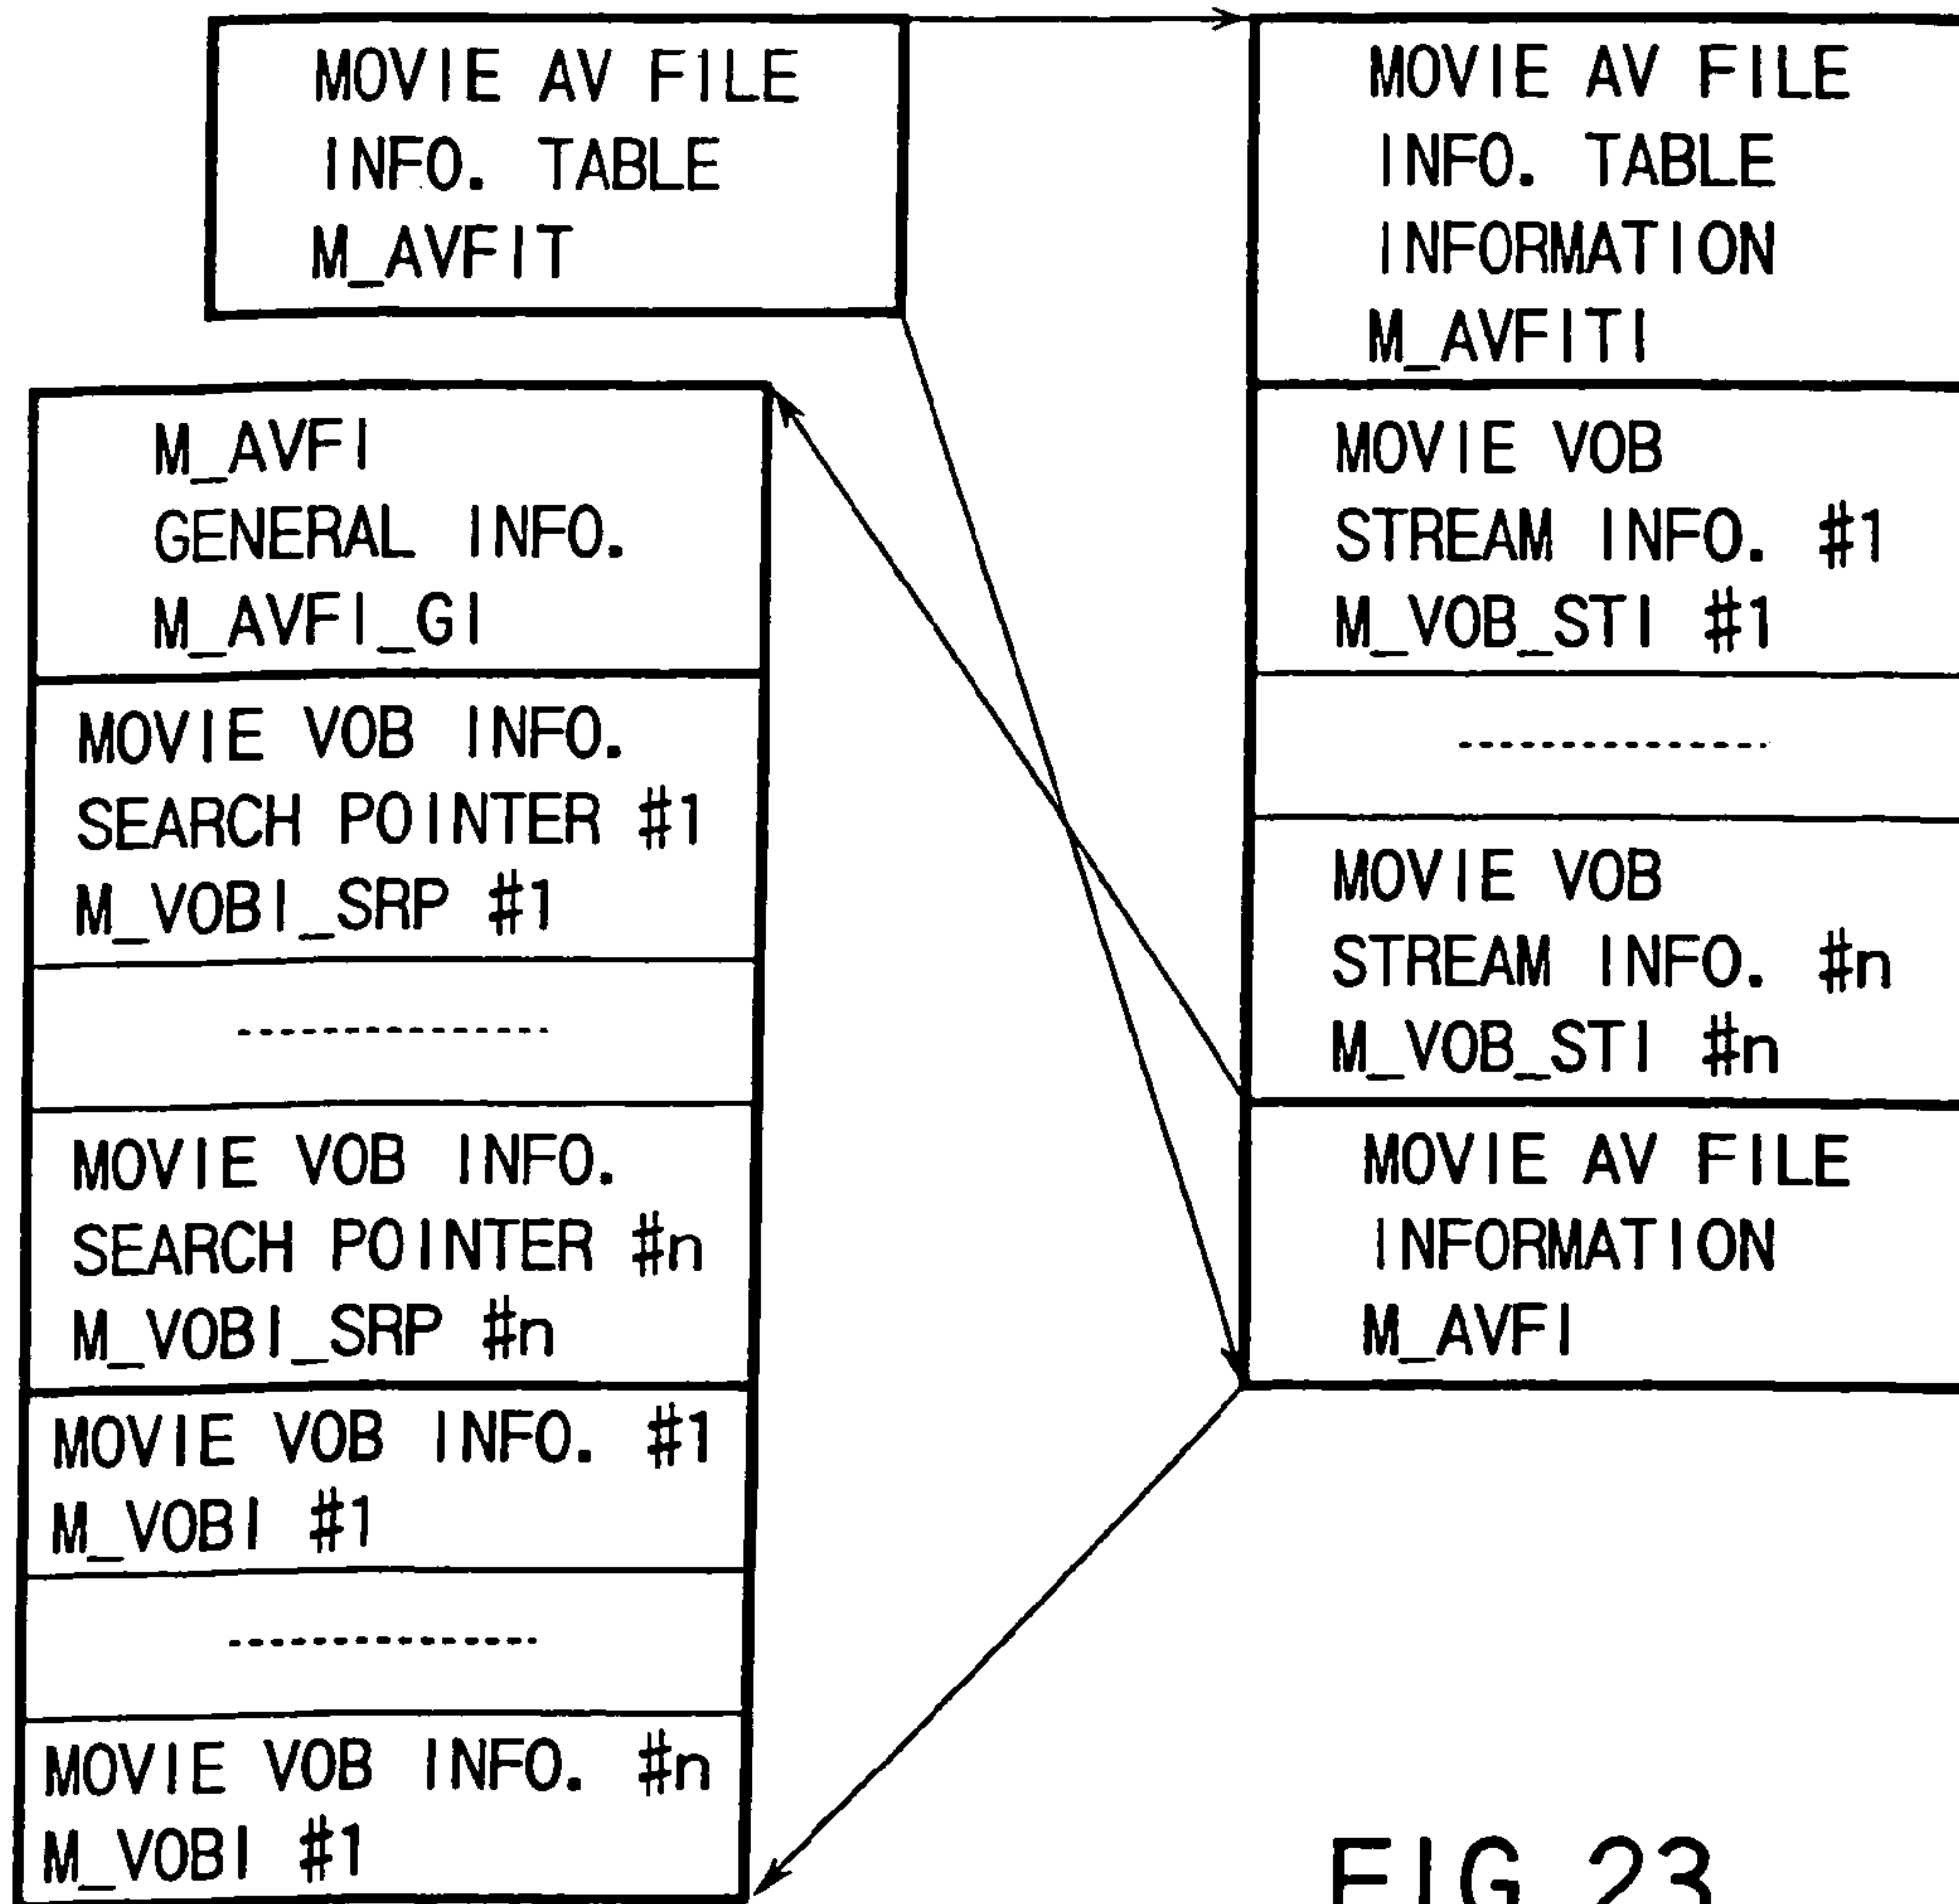 MOVIE AV FILE
INFO. TABLE
M_AVFIT
MOVIE AV FILE
INFO. TABLE
INFORMATION
M_AVFITI
MOVIE VOB
STREAM INFO. #1
M_VOB_STI #1
MOVIE VOB
STREAM INFO. #n
M_VOB_STI #n
MOVIE AV FILE
INFORMATION
M_AVFI
M_AVFI
GENERAL INFO.
M_AVFI_GI
MOVIE VOB INFO.
SEARCH POINTER #1
M_VOBI_SRP #1
MOVIE VOB INFO.
SEARCH POINTER #n
M_VOBI_SRP #n
MOVIE VOB INFO. #1
M_VOBI #1
MOVIE VOB INFO. #n
M_VOBI #1
FIG. 23